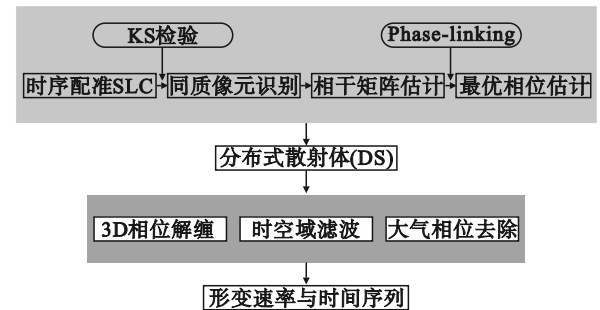 KS检验
Phase-linking
时序配准SLC
同质像元识别
相干矩阵估计
最优相位估计
分布式散射体(DS)
3D相位解缠
时空域滤波
大气相位去除
形变速率与时间序列